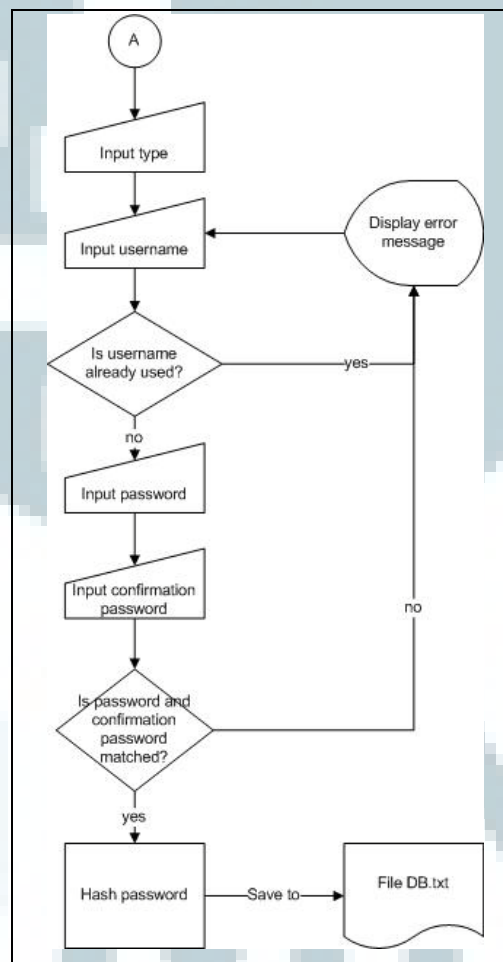 A
Input type
Input username
Display error
message
Is username
already used?
yes
no
Input password
Input confirmation
password
no
Is password and
confirmation
password
matched?
yes
Hash password
Save to
File DB.txt